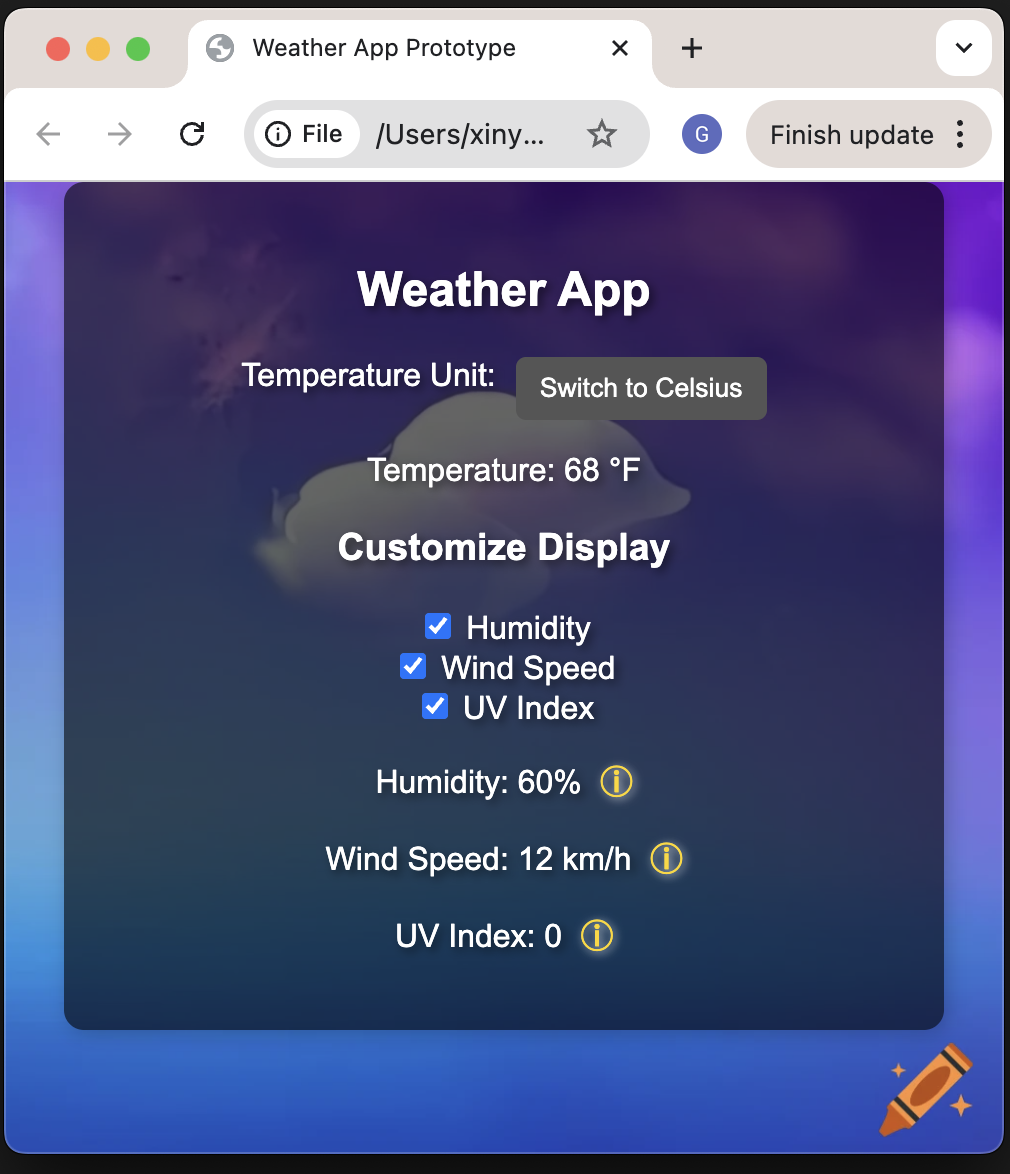 Weather App Prototype
File /Users/xiny... G Finish update
Weather App
Temperature Unit: Switch to Celsius
Temperature: 68 °F
Customize Display
Humidity
Wind Speed
UV Index
Humidity: 60% ⓘ
Wind Speed: 12 km/h ⓘ
UV Index: 0 ⓘ